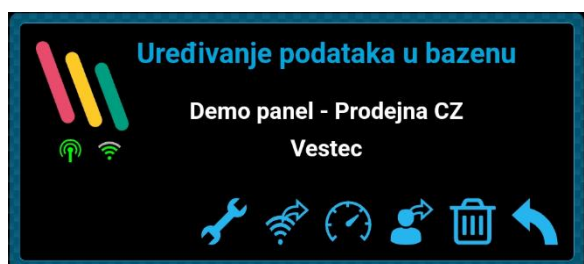 Uređivanje podataka u bazenu
Demo panel - Prodejna CZ
Vestec